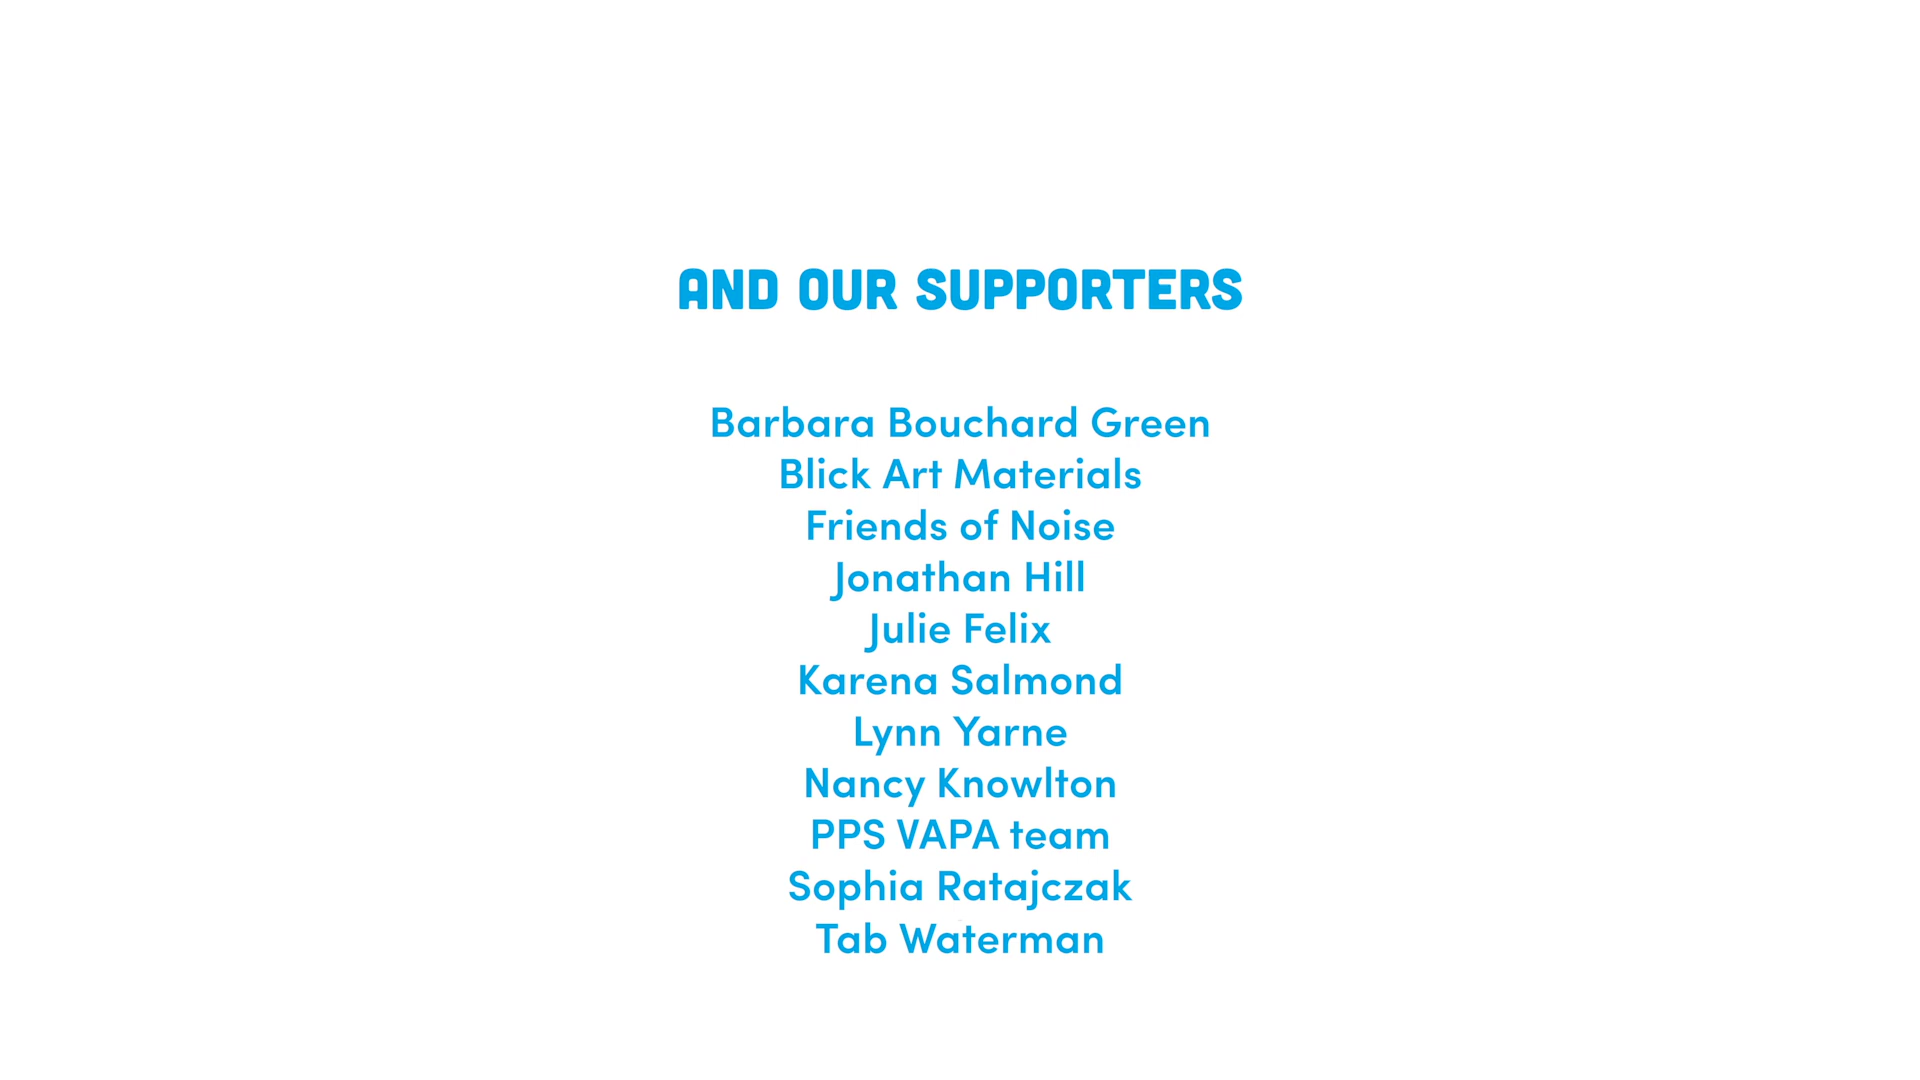 AND OUR SUPPORTERS
Barbara Bouchard Green
Blick Art Materials
Friends of Noise
Jonathan Hill
Julie Felix
Karena Salmond
Lynn Yarne
Nancy Knowlton
PPS VAPA team
Sophia Ratajczak
Tab Waterman